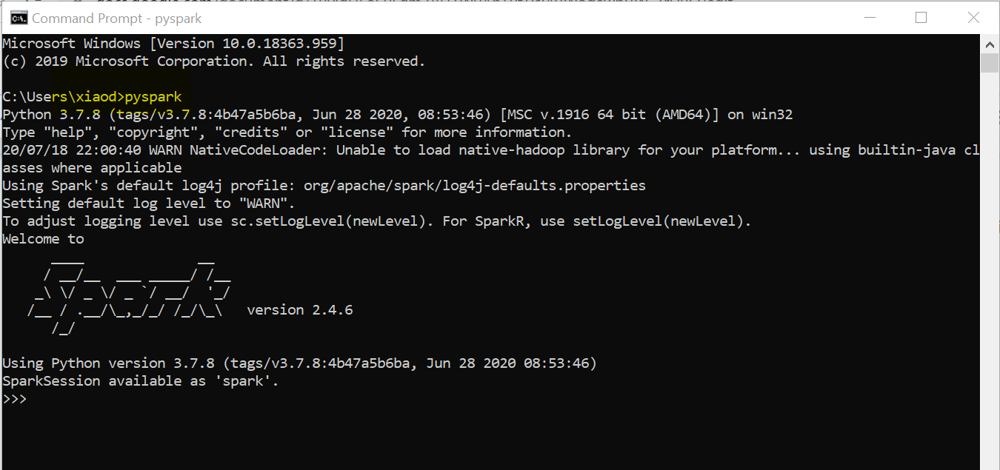 Command Prompt - pyspark
Microsoft Windows [Version 10.0.18363.959]
(c) 2019 Microsoft Corporation. All rights reserved.
C:\Users\xiaod>pyspark
Python 3.7.8 (tags/v3.7.8:4b47a5b6ba, Jun 28 2020, 08:53:46) [MSC v.1916 64 bit (AMD64)] on win32
Type "help", "copyright", "credits" or "license" for more information.
20/07/18 22:00:40 WARN NativeCodeLoader: Unable to load native-hadoop library for your platform... using builtin-java cl
asses where applicable
Using Spark's default log4j profile: org/apache/spark/log4j-defaults.properties
Setting default log level to "WARN".
To adjust logging level use sc.setLogLevel(newLevel). For SparkR, use setLogLevel(newLevel).
Welcome to
      ____              __
     / __/__  ___ _____/ /__
    _\ \/ _ \/ _ `/ __/  '_/
   /__ / .__/\_,_/_/ /_/\_\   version 2.4.6
      /_/
Using Python version 3.7.8 (tags/v3.7.8:4b47a5b6ba, Jun 28 2020 08:53:46)
SparkSession available as 'spark'.
>>>